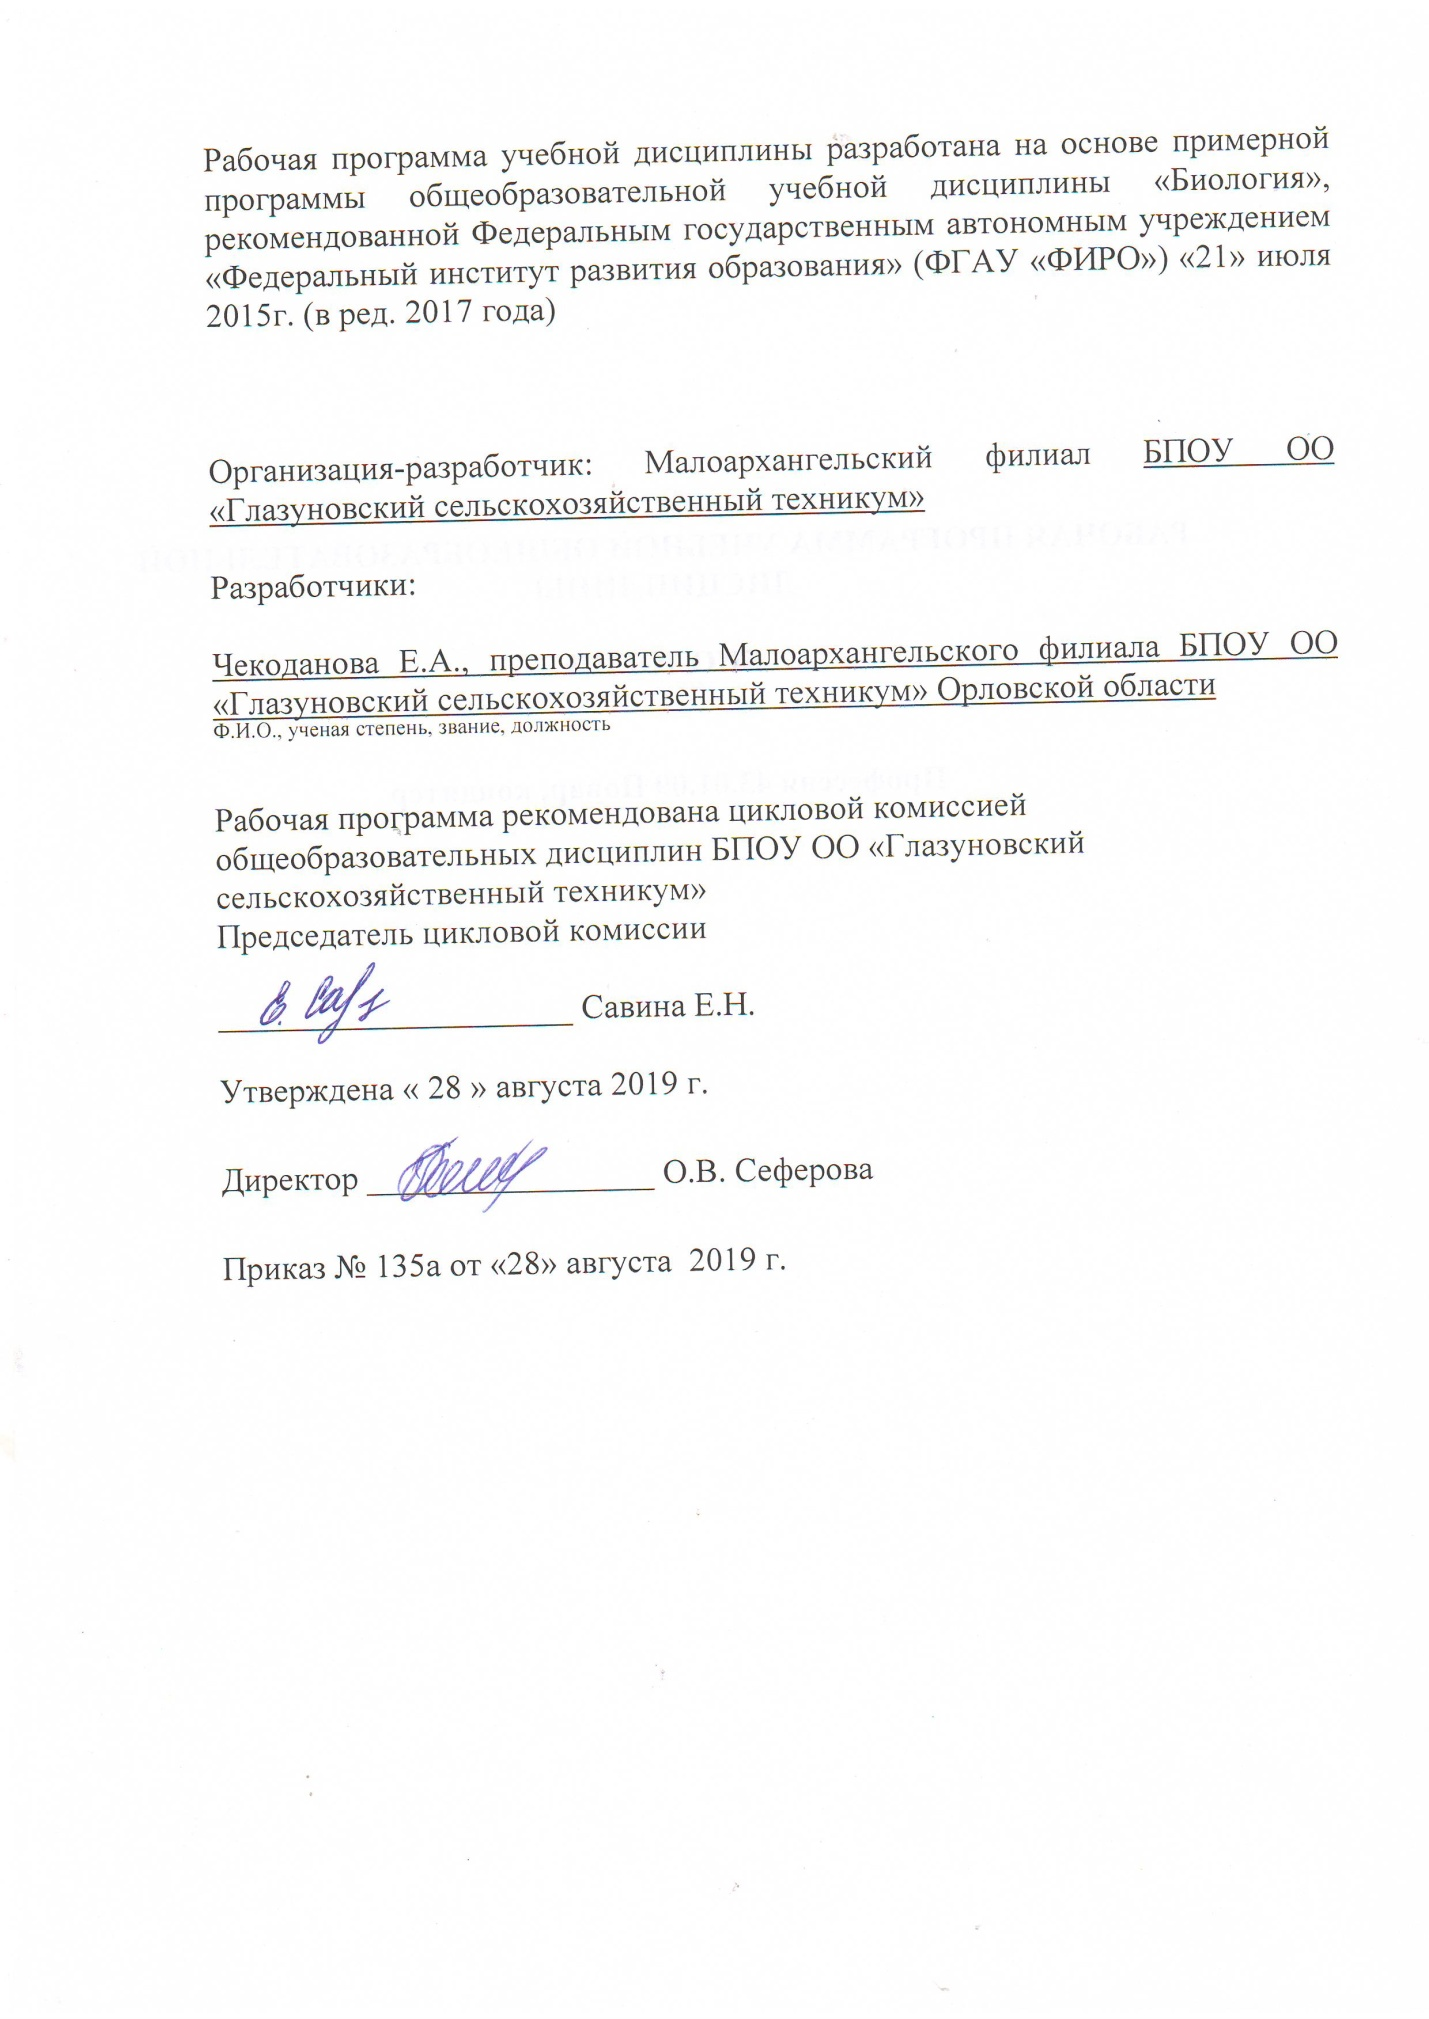 Рабочая программа учебной дисциплины разработана на основе примерной
программы общеобразовательной учебной дисциплины «Биология»,
рекомендованной Федеральным государственным автономным учреждением
«Федеральный институт развития образования» (ФГАУ «ФИРО») «21» июля
2015г. (в ред. 2017 года)
Организация-разработчик: Малоархангельский филиал БПОУ ОО
«Глазуновский сельскохозяйственный техникум»
Разработчики:
Чекоданова Е.А., преподаватель Малоархангельского филиала БПОУ ОО
«Глазуновский сельскохозяйственный техникум» Орловской области
Ф.И.О., ученая степень, звание, должность
Рабочая программа рекомендована цикловой комиссией
общеобразовательных дисциплин БПОУ ОО «Глазуновский
сельскохозяйственный техникум»
Председатель цикловой комиссии
Савина Е.Н.
Утверждена « 28 » августа 2019 г.
Директор О.В. Сеферова
Приказ № 135а от «28» августа 2019 г.